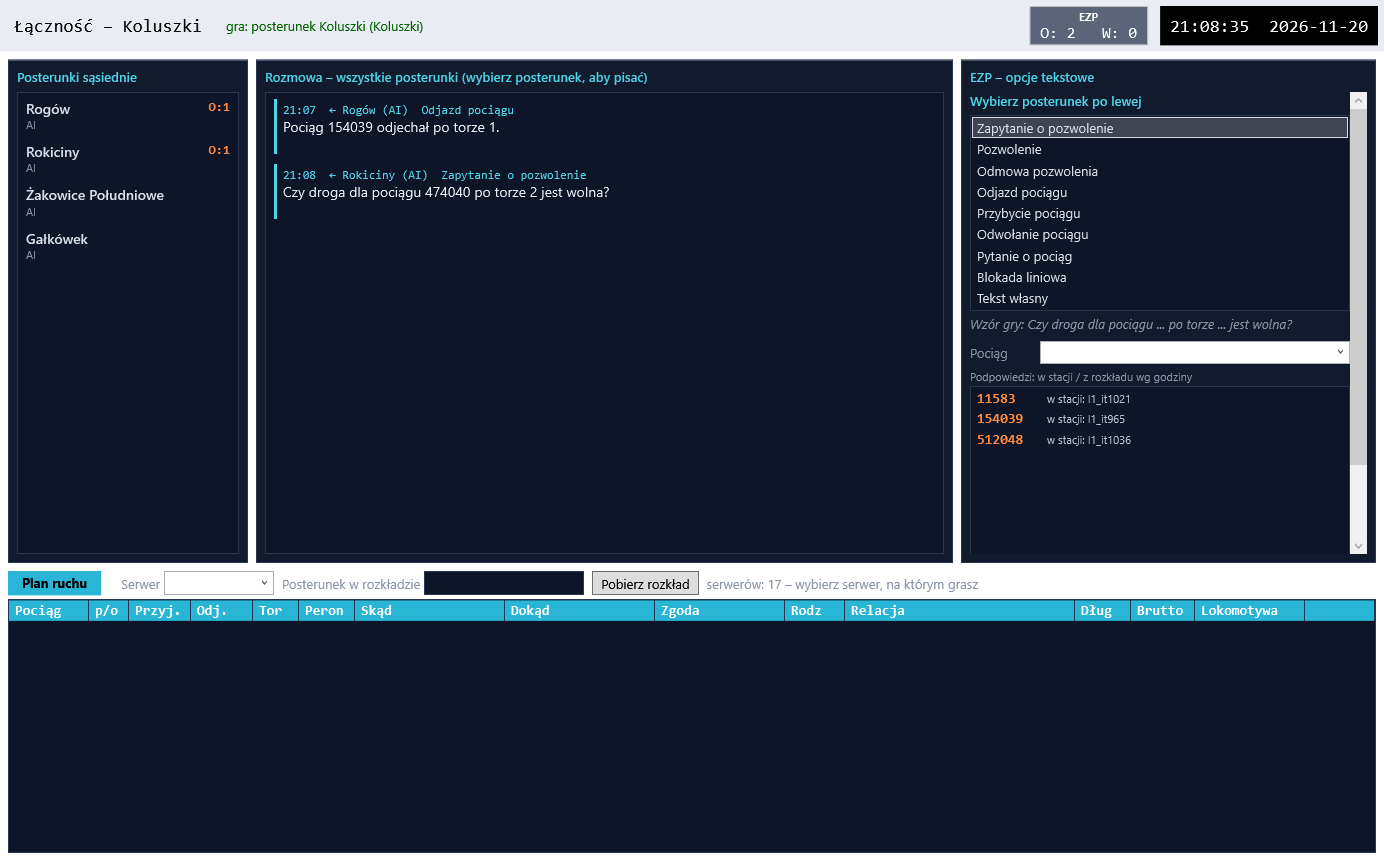 Łączność – Koluszki
gra: posterunek Koluszki (Koluszki)
EZP
O: 2 W: 0
21:08:35 2026-11-20
Posterunki sąsiednie
Rogów O:1
AI
Rokiciny O:1
AI
Żakowice Południowe
AI
Gałkówek
AI
Rozmowa – wszystkie posterunki (wybierz posterunek, aby pisać)
21:07 ← Rogów (AI) Odjazd pociągu
Pociąg 154039 odjechał po torze 1.
21:08 ← Rokiciny (AI) Zapytanie o pozwolenie
Czy droga dla pociągu 474040 po torze 2 jest wolna?
EZP – opcje tekstowe
Wybierz posterunek po lewej
Zapytanie o pozwolenie
Pozwolenie
Odmowa pozwolenia
Odjazd pociągu
Przybycie pociągu
Odwołanie pociągu
Pytanie o pociąg
Blokada liniowa
Tekst własny
Wzór gry: Czy droga dla pociągu ... po torze ... jest wolna?
Pociąg
Podpowiedzi: w stacji / z rozkładu wg godziny
11583 w stacji: l1_it1021
154039 w stacji: l1_it965
512048 w stacji: l1_it1036
Plan ruchu Serwer Posterunek w rozkładzie Pobierz rozkład serwerów: 17 – wybierz serwer, na którym grasz
Pociąg p/o Przyj. Odj. Tor Peron Skąd Dokąd Zgoda Rodz Relacja Dług Brutto Lokomotywa